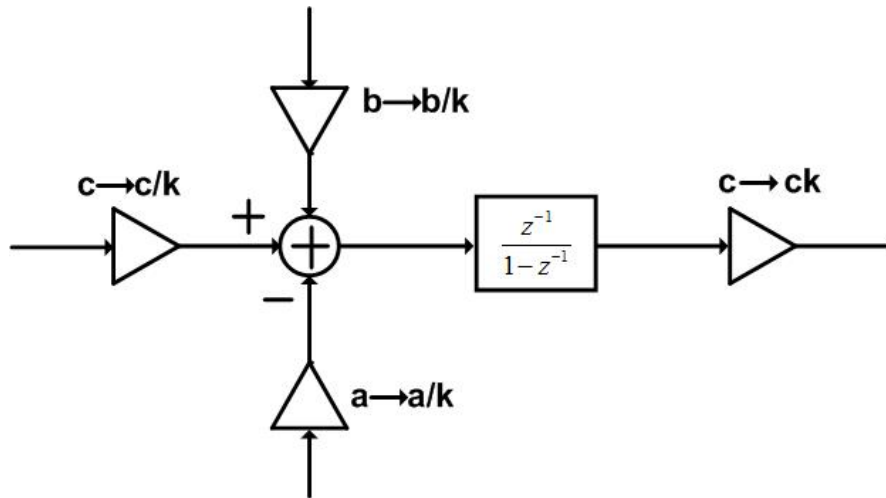 b→b/k
c→c/k
c→ck
+
+
z⁻¹
1-z⁻¹
−
a→a/k